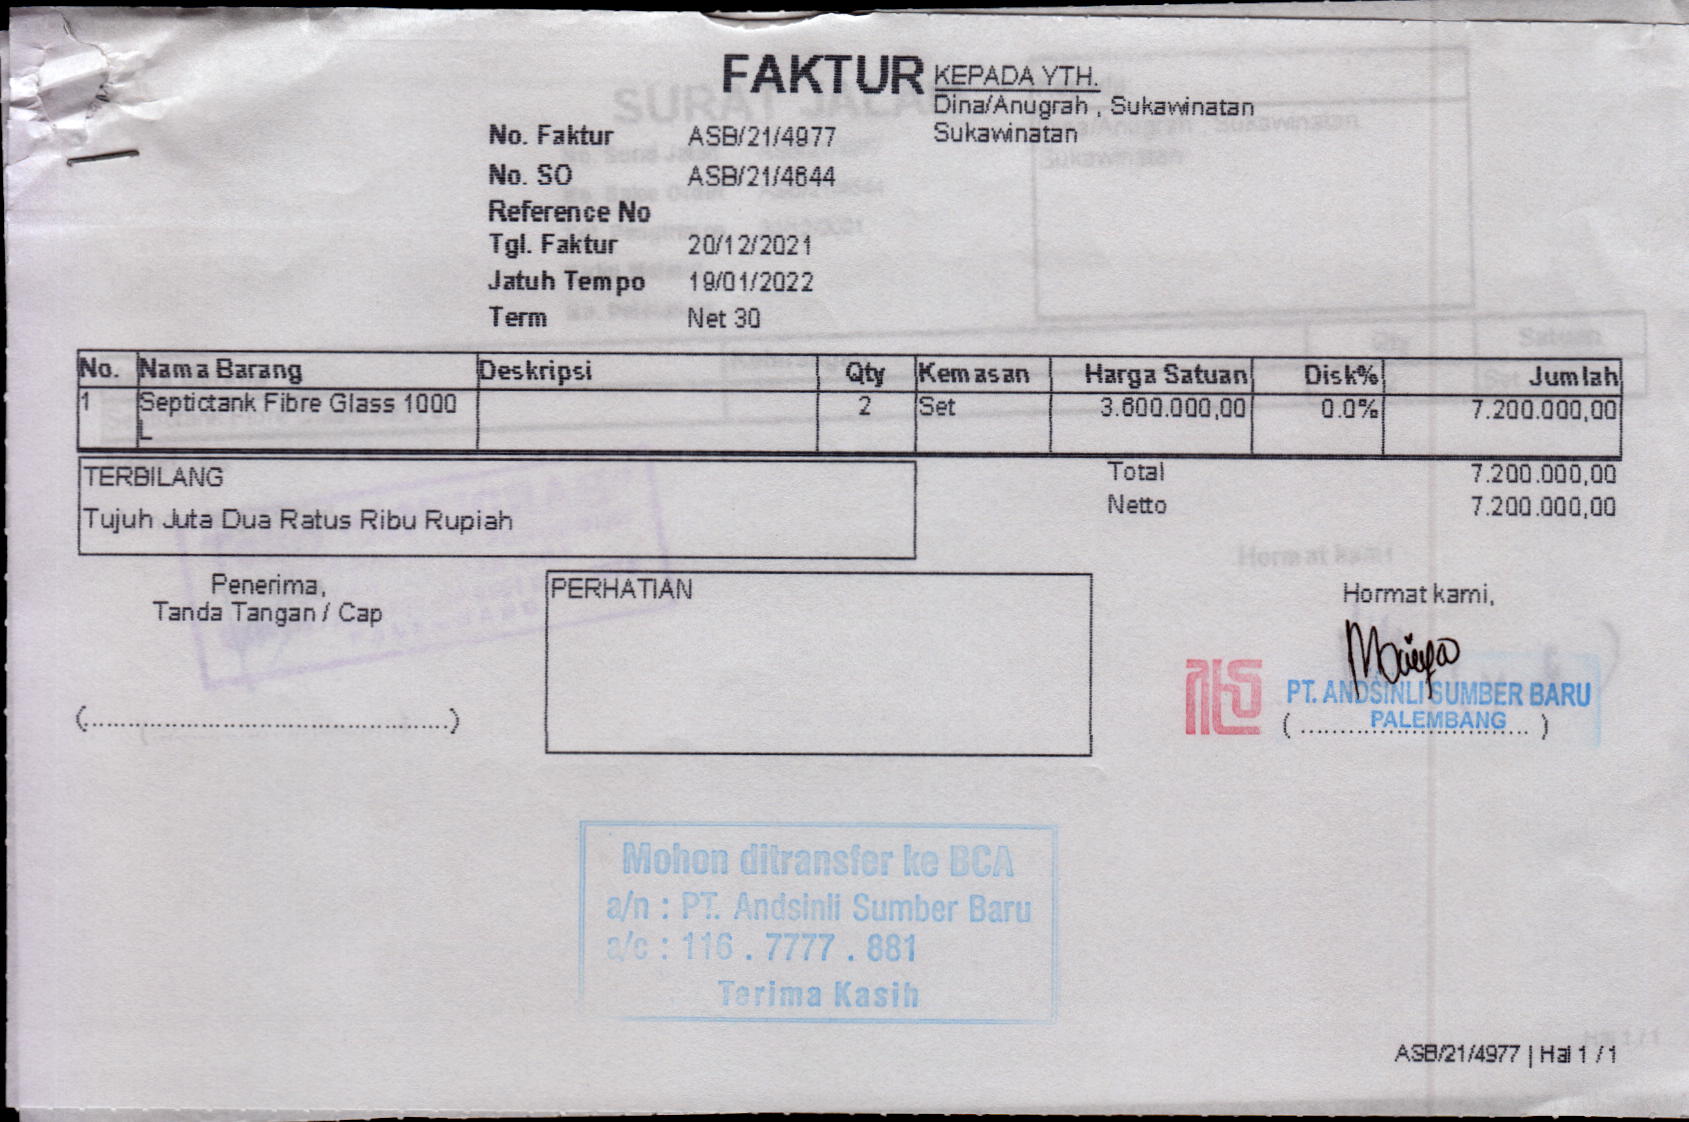 FAKTUR
KEPADA YTH.
Dina/Anugrah , Sukawinatan
Sukawinatan
No. Faktur ASB/21/4977
No. SO ASB/21/4644
Reference No
Tgl. Faktur 20/12/2021
Jatuh Tempo 19/01/2022
Term Net 30
No. Nama Barang Deskripsi Qty Kemasan Harga Satuan Disk% Jumlah
1 Septictank Fibre Glass 1000 2 Set 3.600.000,00 0.0% 7.200.000,00
L
TERBILANG
Tujuh Juta Dua Ratus Ribu Rupiah
Total 7.200.000,00
Netto 7.200.000,00
Penerima,
Tanda Tangan / Cap
(..................................................)
PERHATIAN
Hormat kami,
PT. ANDSINLI SUMBER BARU
PALEMBANG
(................................)
Mohon ditransfer ke BCA
a/n : PT. Andsinli Sumber Baru
a/c : 116 . 7777 . 881
Terima Kasih
ASB/21/4977 | Hal 1 / 1